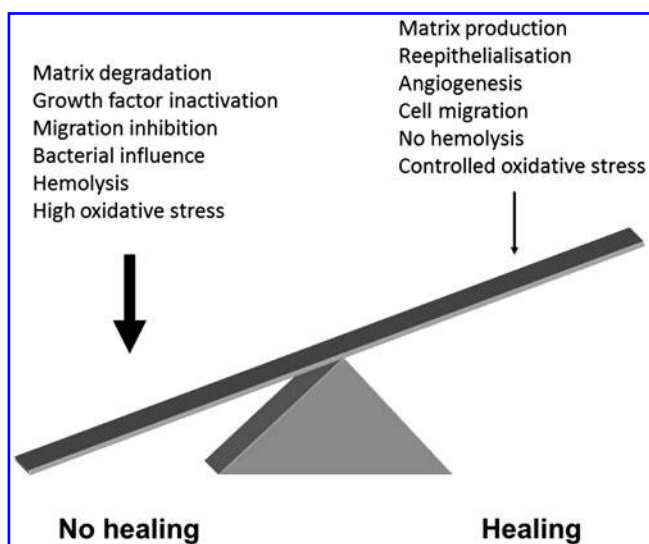 Matrix degradation
Growth factor inactivation
Migration inhibition
Bacterial influence
Hemolysis
High oxidative stress
Matrix production
Reepithelialisation
Angiogenesis
Cell migration
No hemolysis
Controlled oxidative stress
No healing
Healing